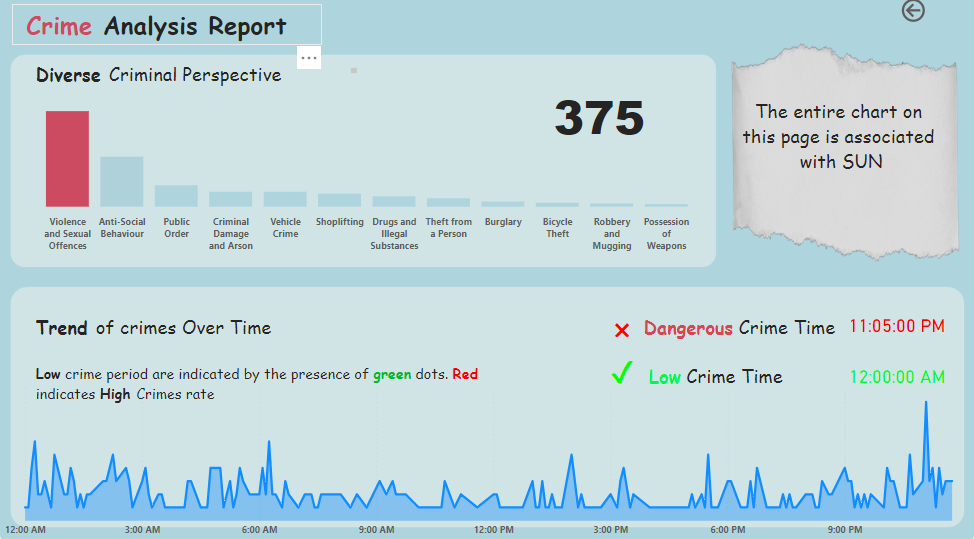 Crime Analysis Report
Diverse Criminal Perspective
375
Violence
and Sexual
Offences
Anti-Social
Behaviour
Public
Order
Criminal
Damage
and Arson
Vehicle
Crime
Shoplifting
Drugs and
Illegal
Substances
Theft from
a Person
Burglary
Bicycle
Theft
Robbery
and
Mugging
Possession
of
Weapons
The entire chart on
this page is associated
with SUN
Trend of crimes Over Time
Low crime period are indicated by the presence of green dots. Red
indicates High Crimes rate
Dangerous Crime Time 11:05:00 PM
Low Crime Time 12:00:00 AM
12:00 AM 3:00 AM 6:00 AM 9:00 AM 12:00 PM 3:00 PM 6:00 PM 9:00 PM